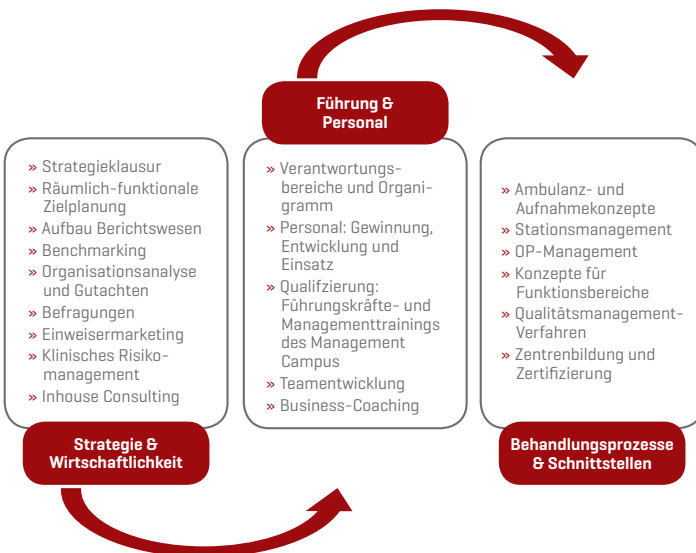 Führung &
Personal
» Strategieklausur
» Räumlich-funktionale
Zielplanung
» Aufbau Berichtswesen
» Benchmarking
» Organisationsanalyse
und Gutachten
» Befragungen
» Einweisermarketing
» Klinisches Risiko-
management
» Inhouse Consulting
Strategie &
Wirtschaftlichkeit
» Verantwortungs-
bereiche und Organi-
gramm
» Personal: Gewinnung,
Entwicklung und
Einsatz
» Qualifzierung:
Führungskräfte- und
Managementtrainings
des Management
Campus
» Teamentwicklung
» Business-Coaching
» Ambulanz- und
Aufnahmekonzepte
» Stationsmanagement
» OP-Management
» Konzepte für
Funktionsbereiche
» Qualitätsmanagement-
Verfahren
» Zentrenbildung und
Zertifizierung
Behandlungsprozesse
& Schnittstellen